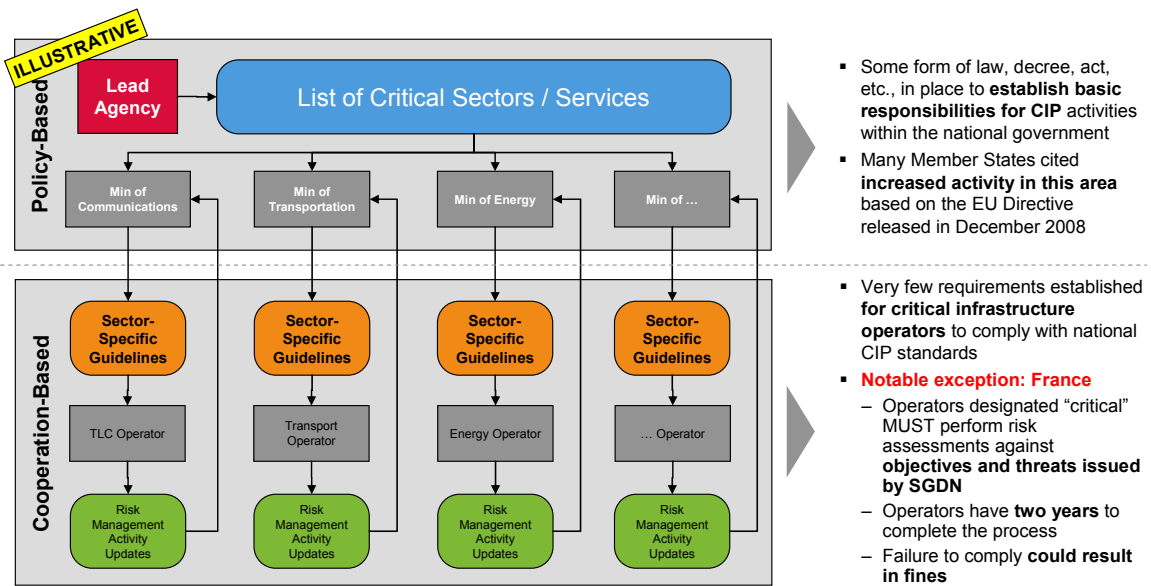 ILLUSTRATIVE
Policy-Based
Lead
Agency
List of Critical Sectors / Services
Min of
Communications
Min of
Transportation
Min of Energy
Min of …
▪ Some form of law, decree, act,
etc., in place to establish basic
responsibilities for CIP activities
within the national government
▪ Many Member States cited
increased activity in this area
based on the EU Directive
released in December 2008
Cooperation-Based
Sector-
Specific
Guidelines
Sector-
Specific
Guidelines
Sector-
Specific
Guidelines
Sector-
Specific
Guidelines
TLC Operator
Transport
Operator
Energy Operator
… Operator
Risk
Management
Activity
Updates
Risk
Management
Activity
Updates
Risk
Management
Activity
Updates
Risk
Management
Activity
Updates
▪ Very few requirements established
for critical infrastructure
operators to comply with national
CIP standards
▪ Notable exception: France
– Operators designated “critical”
MUST perform risk
assessments against
objectives and threats issued
by SGDN
– Operators have two years to
complete the process
– Failure to comply could result
in fines